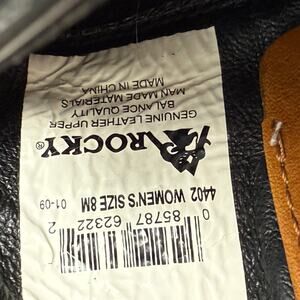 ROCKY®
GENUINE LEATHER UPPER
BALANCE QUALITY
MAN MADE MATERIALS
MADE IN CHINA
4402 WOMEN'S SIZE 8M 01-09
0 85787 62322 2